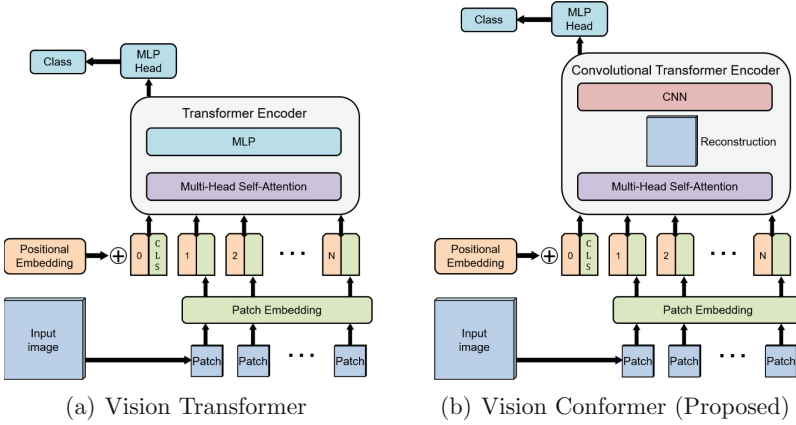 Class
MLP
Head
Transformer Encoder
MLP
Multi-Head Self-Attention
Positional
Embedding
+
0 CLS 1 2 ... N
Patch Embedding
Input
image
Patch Patch ... Patch
(a) Vision Transformer
Class
MLP
Head
Convolutional Transformer Encoder
CNN
Reconstruction
Multi-Head Self-Attention
Positional
Embedding
+
0 CLS 1 2 ... N
Patch Embedding
Input
image
Patch Patch ... Patch
(b) Vision Conformer (Proposed)